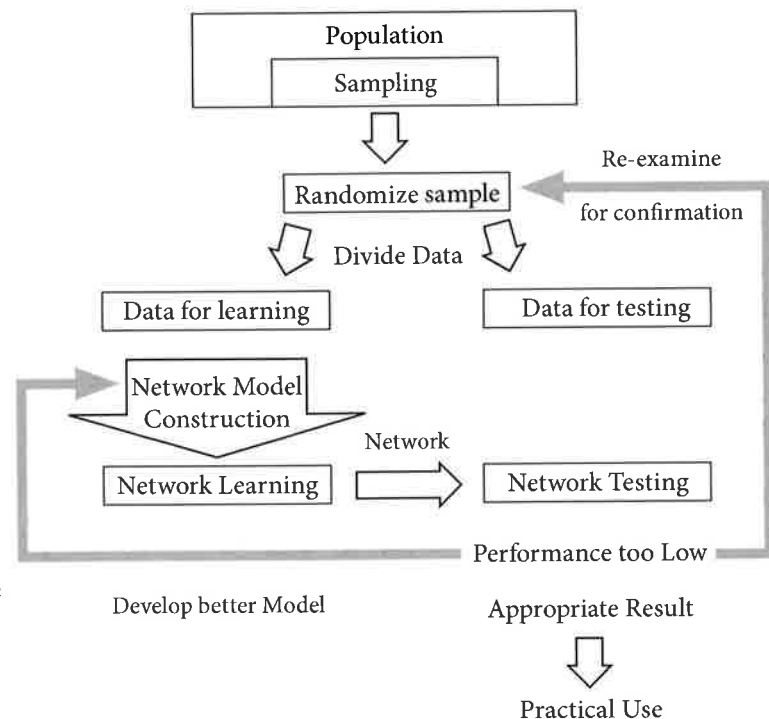 Population
Sampling
Re-examine
Randomize sample
for confirmation
Divide Data
Data for learning
Data for testing
Network Model
Construction
Network
Network Learning
Network Testing
Performance too Low
Develop better Model
Appropriate Result
Practical Use